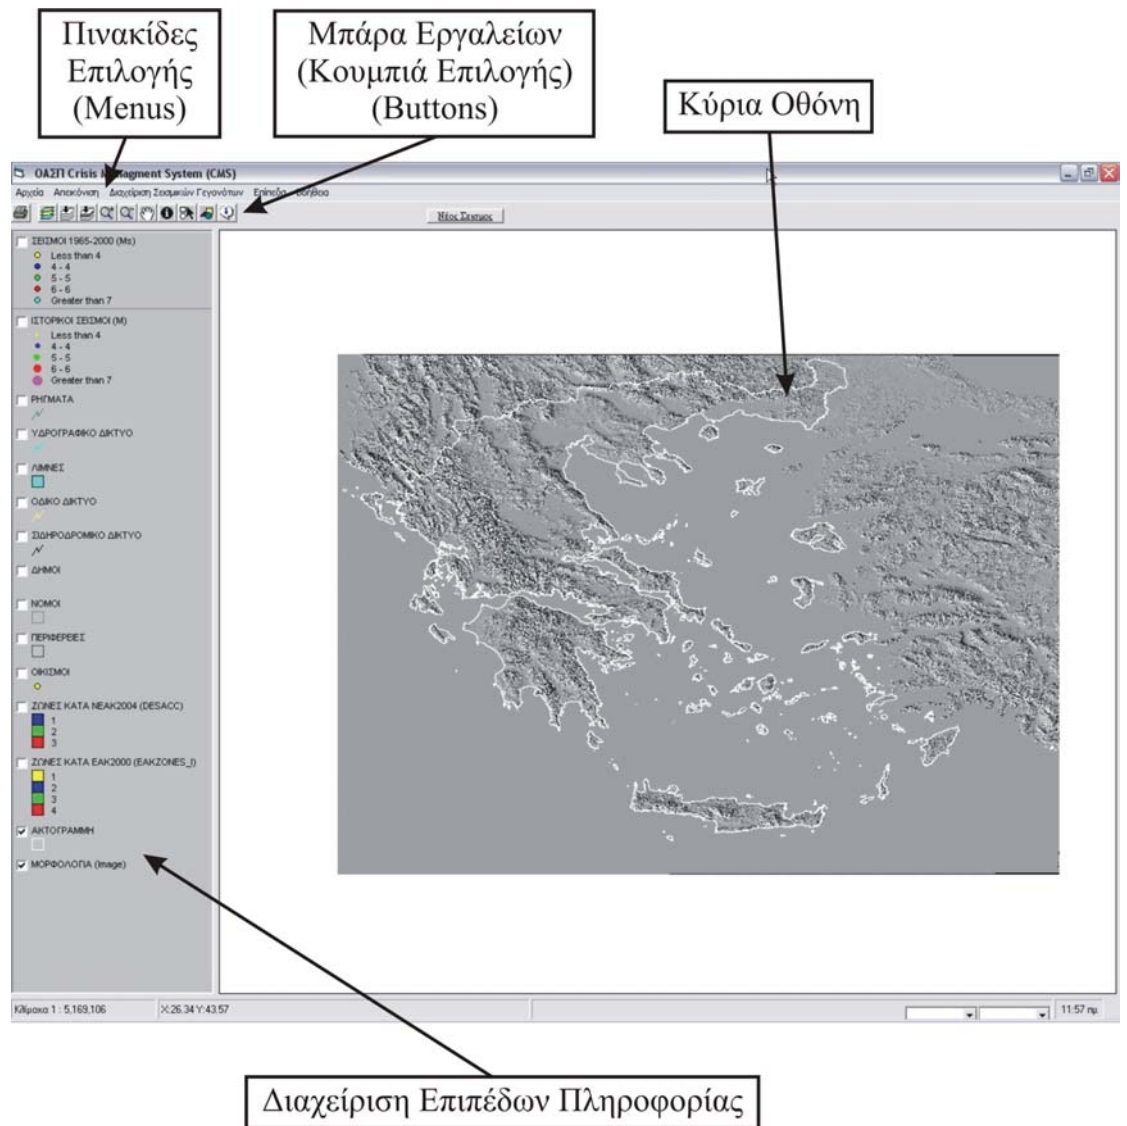 Πινακίδες
Επιλογής
(Menus)
Μπάρα Εργαλείων
(Κουμπιά Επιλογής)
(Buttons)
Κύρια Οθόνη
ΟΑΣΠ Crisis Managment System (CMS)
Αρχεία Απεικόνιση Διαχείριση Σεισμικών Γεγονότων Επίπεδα Βοήθεια
Νέος Σεισμος
ΣΕΙΣΜΟΙ 1965-2000 (Ms)
Less than 4
4 - 4
5 - 5
6 - 6
Greater than 7
ΙΣΤΟΡΙΚΟΙ ΣΕΙΣΜΟΙ (M)
Less than 4
4 - 4
5 - 5
6 - 6
Greater than 7
ΡΗΓΜΑΤΑ
ΥΔΡΟΓΡΑΦΙΚΟ ΔΙΚΤΥΟ
ΛΙΜΝΕΣ
ΟΔΙΚΟ ΔΙΚΤΥΟ
ΣΙΔΗΡΟΔΡΟΜΙΚΟ ΔΙΚΤΥΟ
ΔΗΜΟΙ
ΝΟΜΟΙ
ΠΕΡΙΦΕΡΕΙΕΣ
ΟΙΚΙΣΜΟΙ
ΖΩΝΕΣ ΚΑΤΑ ΝΕΑΚ2004 (DESACC)
1
2
3
ΖΩΝΕΣ ΚΑΤΑ ΕΑΚ2000 (EAKZONES_I)
1
2
3
4
ΑΚΤΟΓΡΑΜΜΗ
ΜΟΡΦΟΛΟΓΙΑ (Image)
Κλίμακα 1 : 5,169,106 X:26.34 Y:43.57 11:57 πμ
Διαχείριση Επιπέδων Πληροφορίας